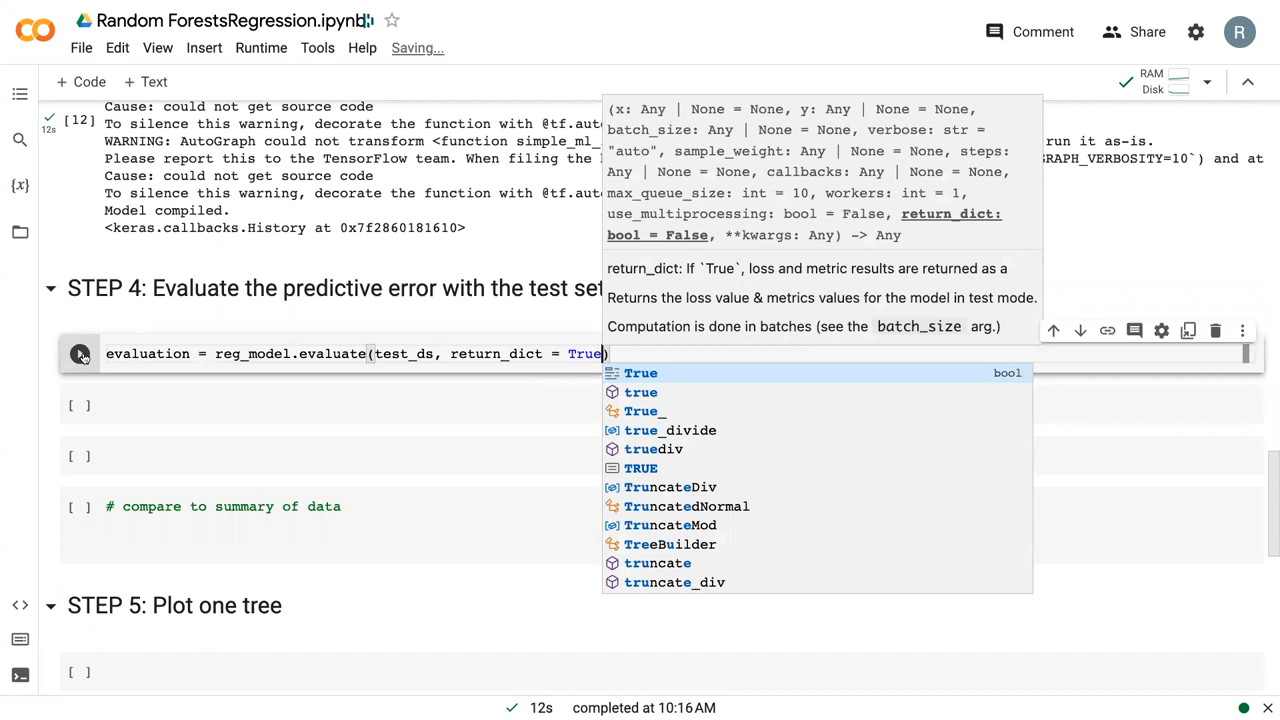 Random ForestsRegression.ipynb
File Edit View Insert Runtime Tools Help Saving...
Comment Share R
+ Code + Text
RAM
Disk
Cause: could not get source code
[12] To silence this warning, decorate the function with @tf.auto
12s
WARNING: AutoGraph could not transform <function simple_ml_ run it as-is.
Please report this to the TensorFlow team. When filing the GRAPH_VERBOSITY=10`) and at
Cause: could not get source code
To silence this warning, decorate the function with @tf.auto
Model compiled.
<keras.callbacks.History at 0x7f2860181610>
(x: Any | None = None, y: Any | None = None,
batch_size: Any | None = None, verbose: str =
"auto", sample_weight: Any | None = None, steps:
Any | None = None, callbacks: Any | None = None,
max_queue_size: int = 10, workers: int = 1,
use_multiprocessing: bool = False, return_dict:
bool = False, **kwargs: Any) -> Any
return_dict: If `True`, loss and metric results are returned as a
Returns the loss value & metrics values for the model in test mode.
Computation is done in batches (see the batch_size arg.)
STEP 4: Evaluate the predictive error with the test set
evaluation = reg_model.evaluate(test_ds, return_dict = True)
True bool
true
True_
true_divide
truediv
TRUE
TruncateDiv
TruncatedNormal
TruncateMod
TreeBuilder
truncate
truncate_div
[ ]
[ ]
[ ] # compare to summary of data
STEP 5: Plot one tree
[ ]
12s completed at 10:16 AM